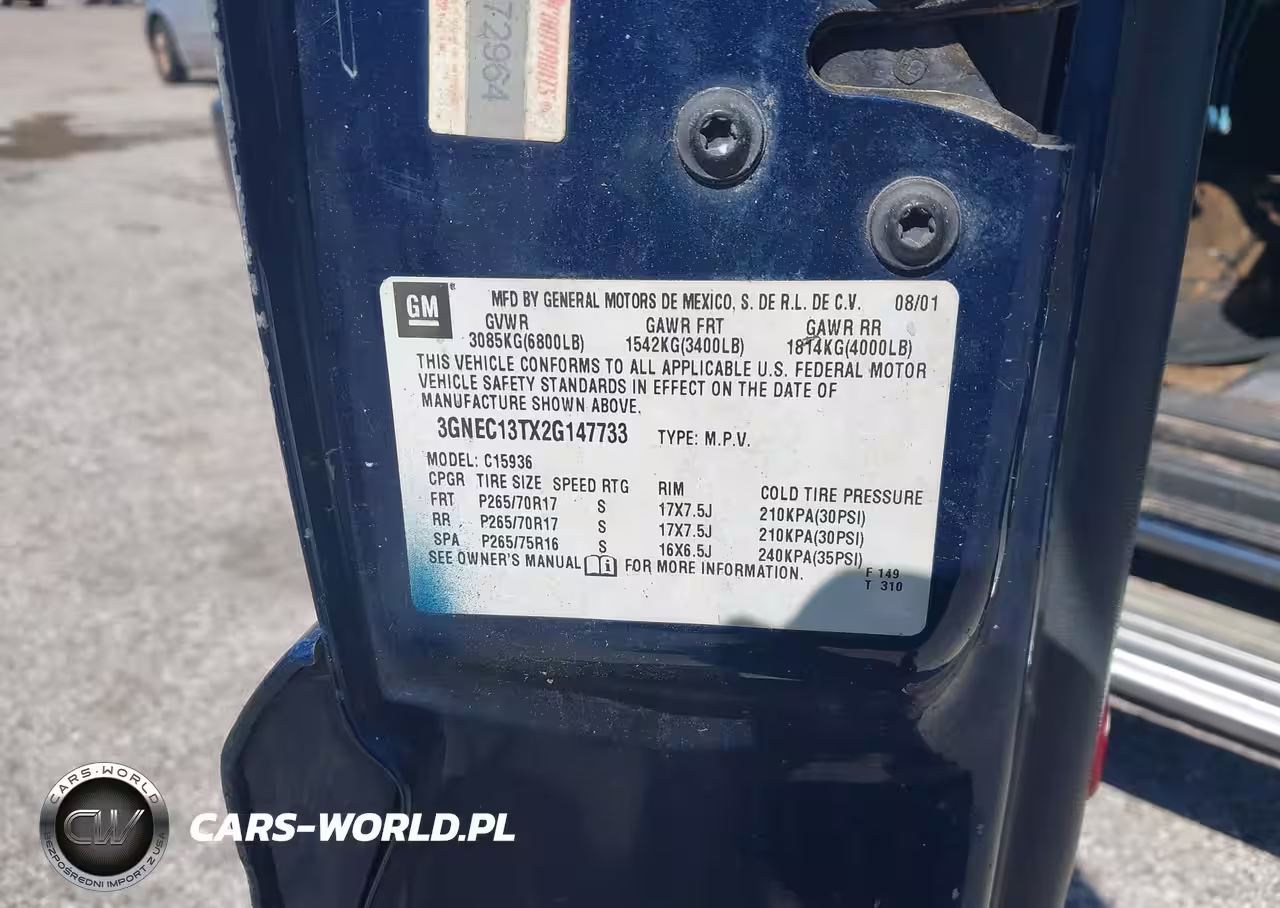 72964
GM
MFD BY GENERAL MOTORS DE MEXICO, S. DE R.L. DE C.V. 08/01
GVWR GAWR FRT GAWR RR
3085KG(6800LB) 1542KG(3400LB) 1814KG(4000LB)
THIS VEHICLE CONFORMS TO ALL APPLICABLE U.S. FEDERAL MOTOR
VEHICLE SAFETY STANDARDS IN EFFECT ON THE DATE OF
MANUFACTURE SHOWN ABOVE.
3GNEC13TX2G147733 TYPE: M.P.V.
MODEL: C15936
CPGR TIRE SIZE SPEED RTG RIM COLD TIRE PRESSURE
FRT P265/70R17 S 17X7.5J 210KPA(30PSI)
RR P265/70R17 S 17X7.5J 210KPA(30PSI)
SPA P265/75R16 S 16X6.5J 240KPA(35PSI)
SEE OWNER'S MANUAL FOR MORE INFORMATION.
F 149
T 310
CARS-WORLD
CW
BEZPOŚREDNI IMPORT Z USA
CARS-WORLD.PL